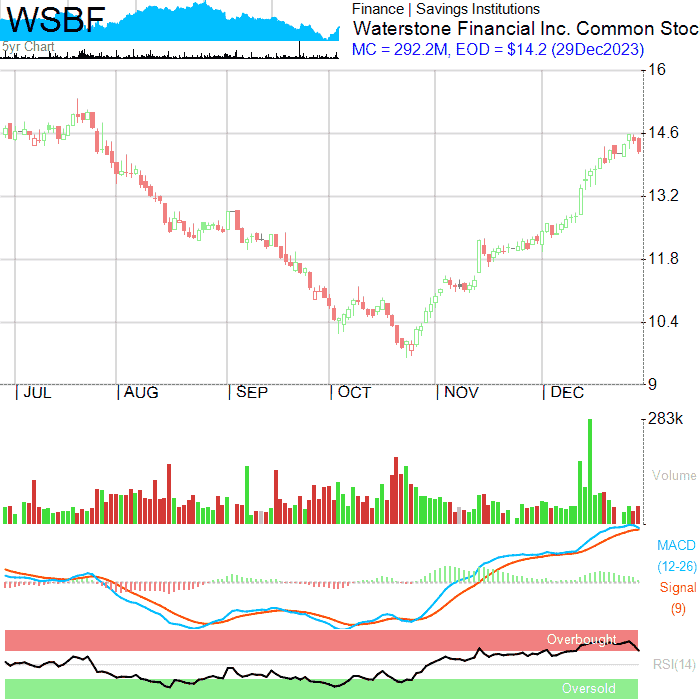 WSBF
5yr Chart
Finance | Savings Institutions
Waterstone Financial Inc. Common Stoc
MC = 292.2M, EOD = $14.2 (29Dec2023)
16
14.6
13.2
11.8
10.4
9
|JUL |AUG |SEP |OCT |NOV |DEC
283k
Volume
MACD
(12-26)
Signal
(9)
Overbought
RSI(14)
Oversold